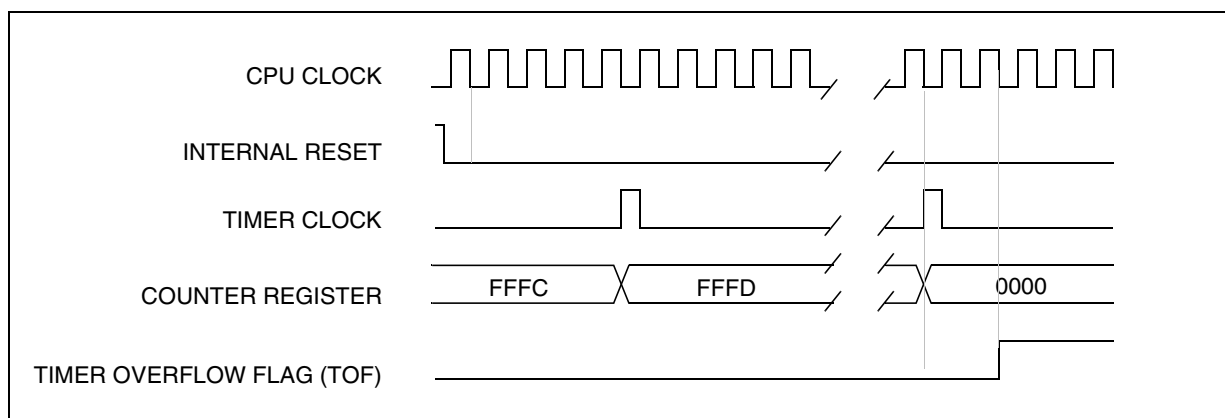 CPU CLOCK
INTERNAL RESET
TIMER CLOCK
COUNTER REGISTER
FFFC
FFFD
0000
TIMER OVERFLOW FLAG (TOF)